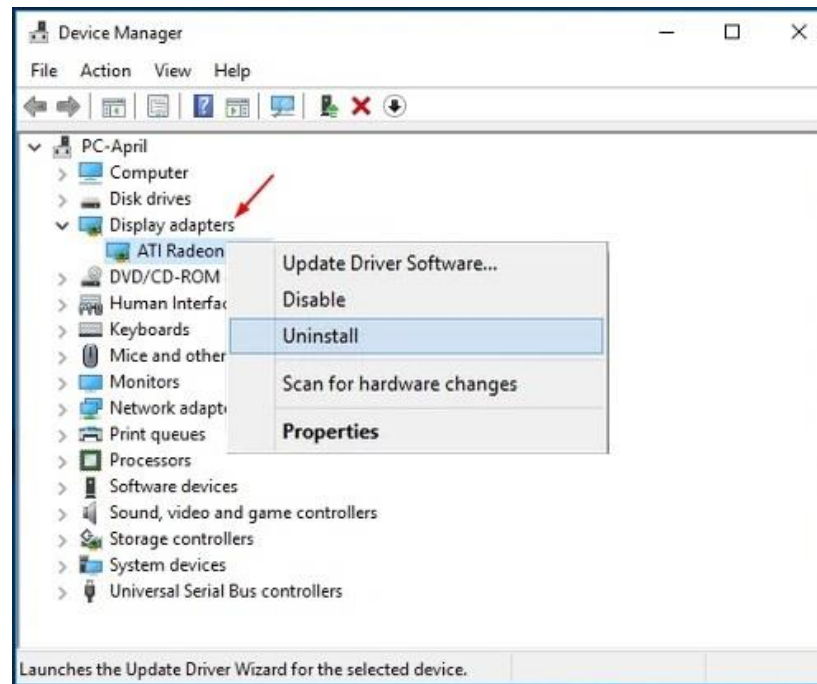 Device Manager
File Action View Help
PC-April
Computer
Disk drives
Display adapters
ATI Radeon
DVD/CD-ROM
Human Interfac
Keyboards
Mice and other
Monitors
Network adapt
Print queues
Processors
Software devices
Sound, video and game controllers
Storage controllers
System devices
Universal Serial Bus controllers
Update Driver Software...
Disable
Uninstall
Scan for hardware changes
Properties
Launches the Update Driver Wizard for the selected device.